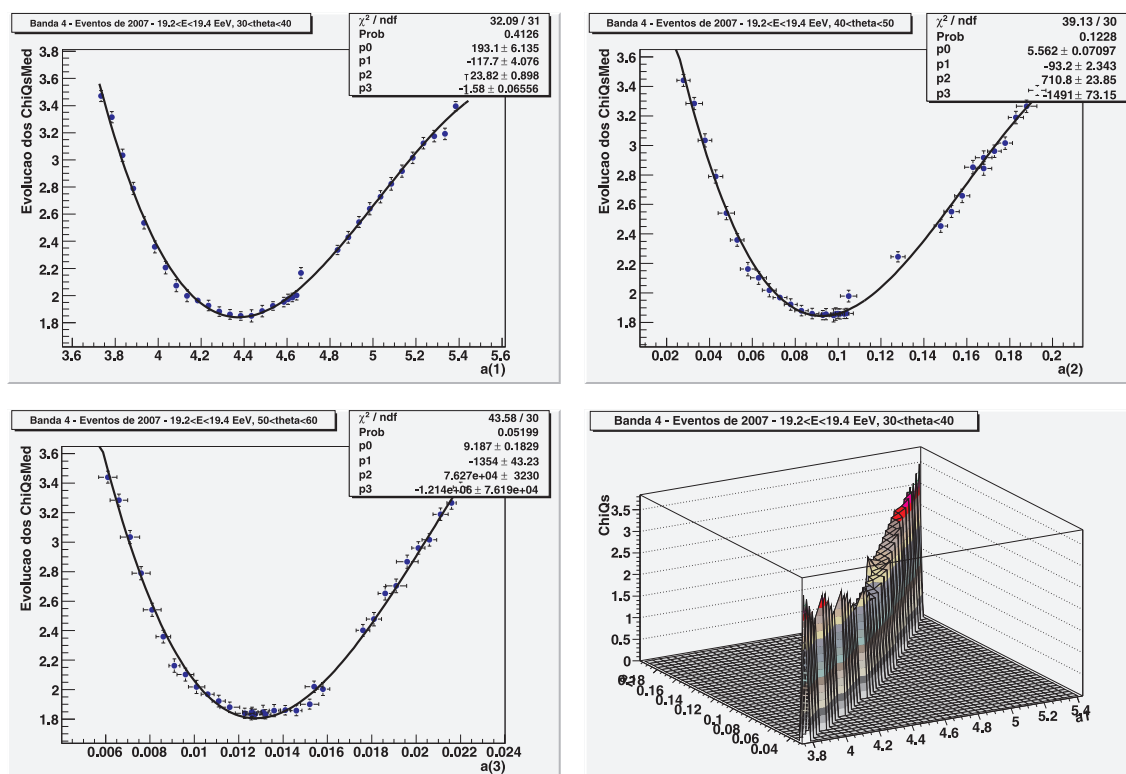 Banda 4 - Eventos de 2007 - 19.2<E<19.4 EeV, 30<theta<40
χ² / ndf 32.09 / 31
Prob 0.4126
p0 193.1 ± 6.135
p1 -117.7 ± 4.076
p2 23.82 ± 0.898
p3 -1.58 ± 0.06556
Evolucao dos ChiQsMed
3.8
3.6
3.4
3.2
3
2.8
2.6
2.4
2.2
2
1.8
3.6 3.8 4 4.2 4.4 4.6 4.8 5 5.2 5.4 5.6
a(1)
Banda 4 - Eventos de 2007 - 19.2<E<19.4 EeV, 40<theta<50
χ² / ndf 39.13 / 30
Prob 0.1228
p0 5.562 ± 0.07097
p1 -93.2 ± 2.343
p2 710.8 ± 23.85
p3 -1491 ± 73.15
Evolucao dos ChiQsMed
3.6
3.4
3.2
3
2.8
2.6
2.4
2.2
2
1.8
0.02 0.04 0.06 0.08 0.1 0.12 0.14 0.16 0.18 0.2
a(2)
Banda 4 - Eventos de 2007 - 19.2<E<19.4 EeV, 50<theta<60
χ² / ndf 43.58 / 30
Prob 0.05199
p0 9.187 ± 0.1829
p1 -1354 ± 43.23
p2 7.627e+04 ± 3230
p3 -1.214e+06 ± 7.619e+04
Evolucao dos ChiQsMed
3.6
3.4
3.2
3
2.8
2.6
2.4
2.2
2
1.8
0.006 0.008 0.01 0.012 0.014 0.016 0.018 0.02 0.022 0.024
a(3)
Banda 4 - Eventos de 2007 - 19.2<E<19.4 EeV, 30<theta<40
ChiQs
3.5
3
2.5
2
1.5
1
0.5
0
0.18
0.16
0.14
0.12
0.1
0.08
0.06
0.04
3.8 4 4.2 4.4 4.6 4.8 5 5.2 5.4
a1